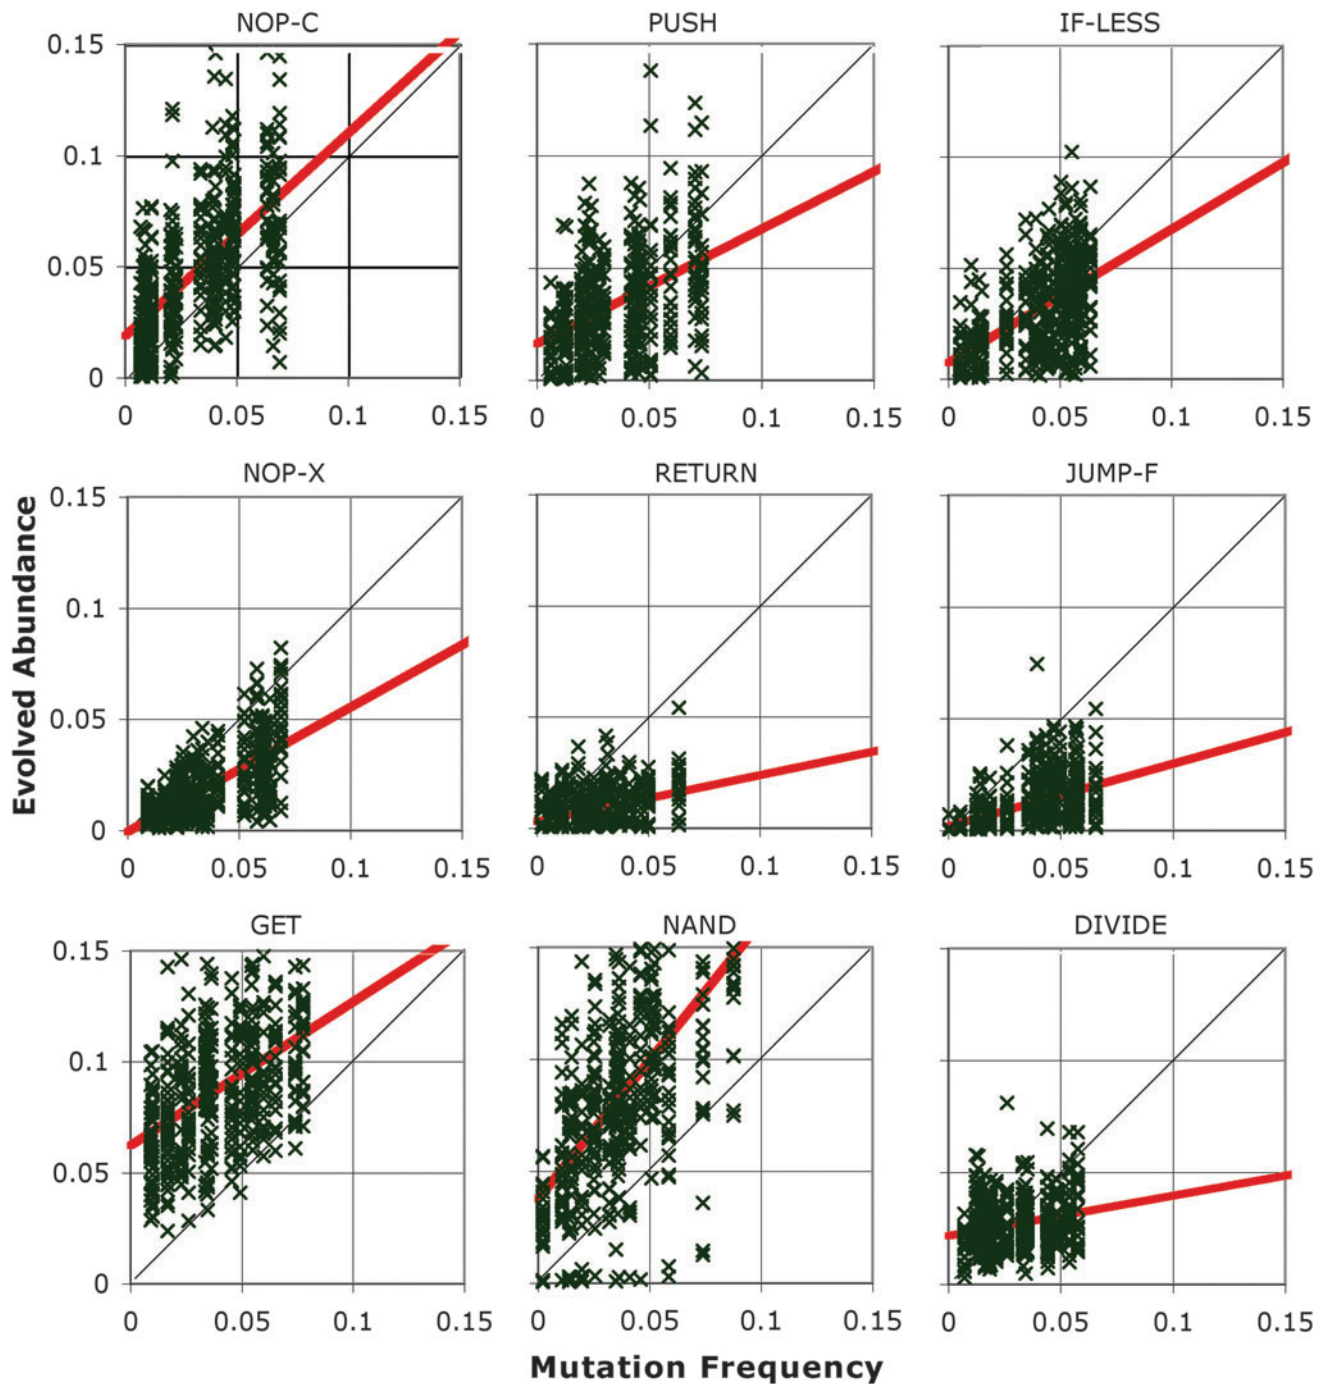 NOP-C PUSH IF-LESS
0.15
0.1
0.05
0
0 0.05 0.1 0.15 0 0.05 0.1 0.15 0 0.05 0.1 0.15
NOP-X RETURN JUMP-F
0.15
0.1
0.05
0
0 0.05 0.1 0.15 0 0.05 0.1 0.15 0 0.05 0.1 0.15
Evolved Abundance
GET NAND DIVIDE
0.15
0.1
0.05
0
0 0.05 0.1 0.15 0 0.05 0.1 0.15 0 0.05 0.1 0.15
Mutation Frequency